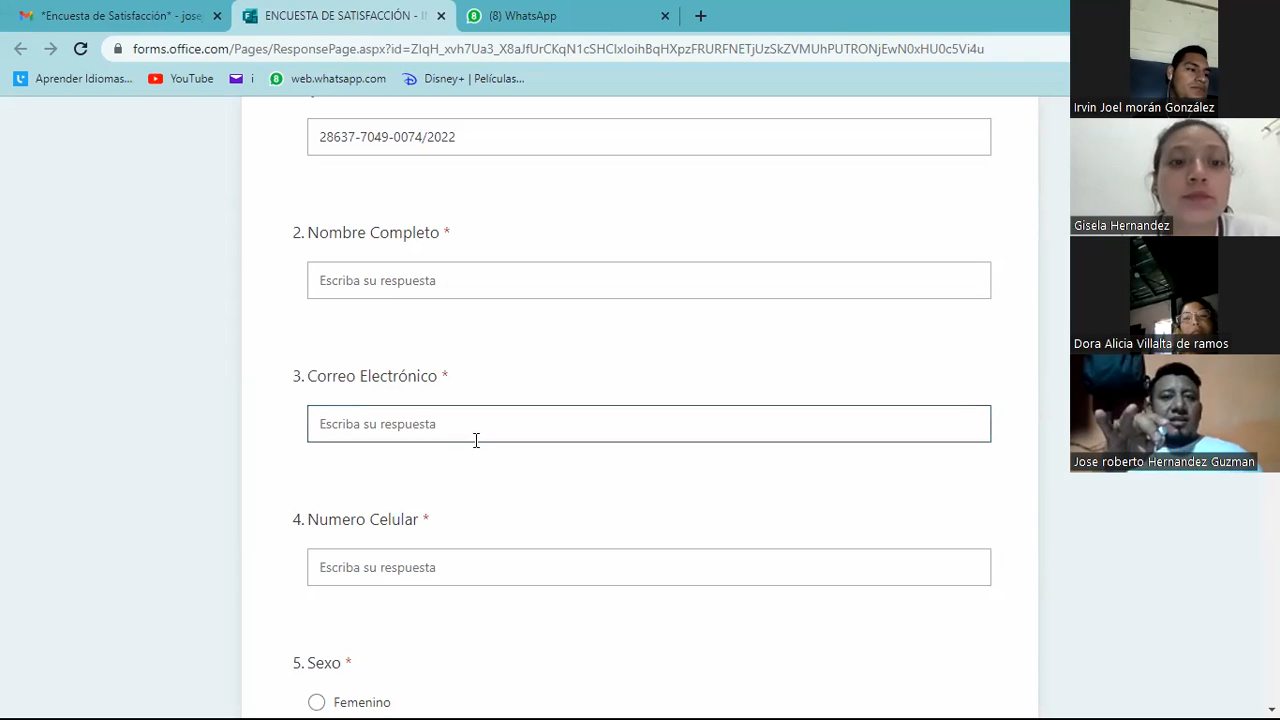 *Encuesta de Satisfacción* - jose
ENCUESTA DE SATISFACCIÓN - I
(8) WhatsApp
forms.office.com/Pages/ResponsePage.aspx?id=ZIqH_xvh7Ua3_X8aJfUrCKqN1cSHClxIoihBqHXpzFRURFNETjUzSkZVMUhPUTRONjEwN0xHU0c5Vi4u
Aprender Idiomas...
YouTube
i
web.whatsapp.com
Disney+ | Películas...
28637-7049-0074/2022
2. Nombre Completo *
Escriba su respuesta
3. Correo Electrónico *
Escriba su respuesta
4. Numero Celular *
Escriba su respuesta
5. Sexo *
Femenino
Irvin Joel morán González
Gisela Hernandez
Dora Alicia Villalta de ramos
Jose roberto Hernandez Guzman